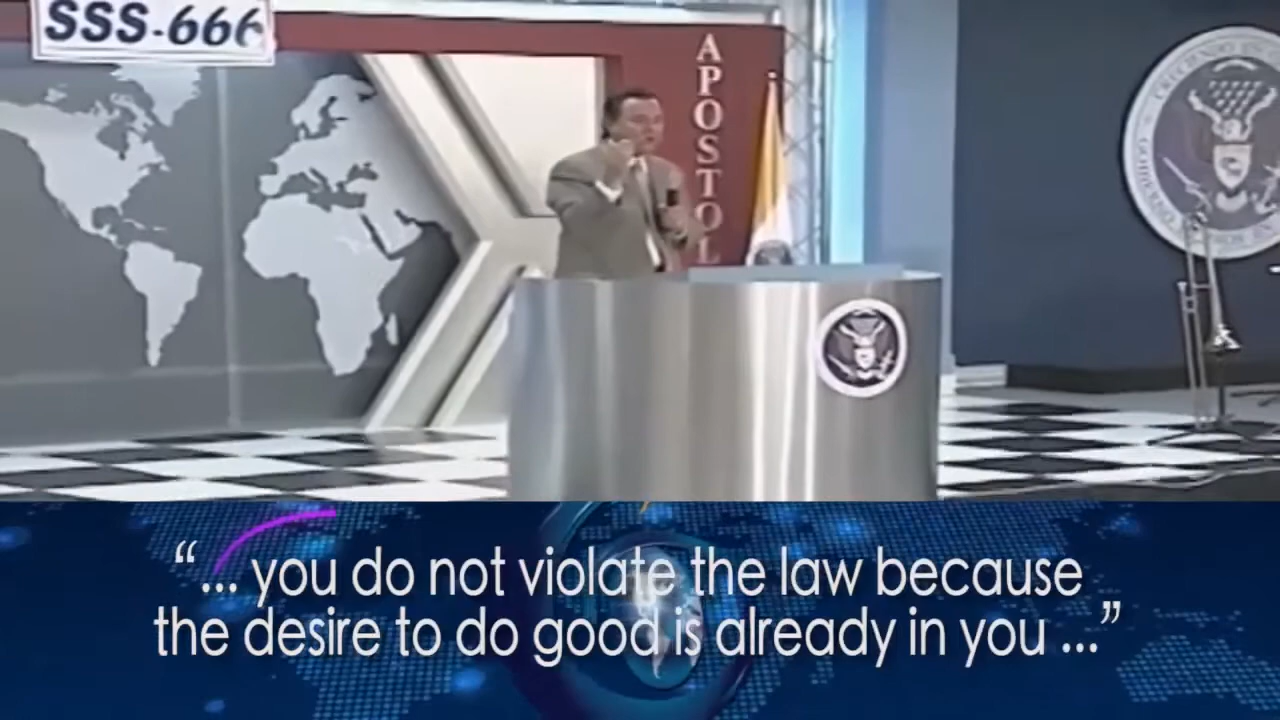 SSS-666
APOSTOL
“... you do not violate the law because
the desire to do good is already in you ...”